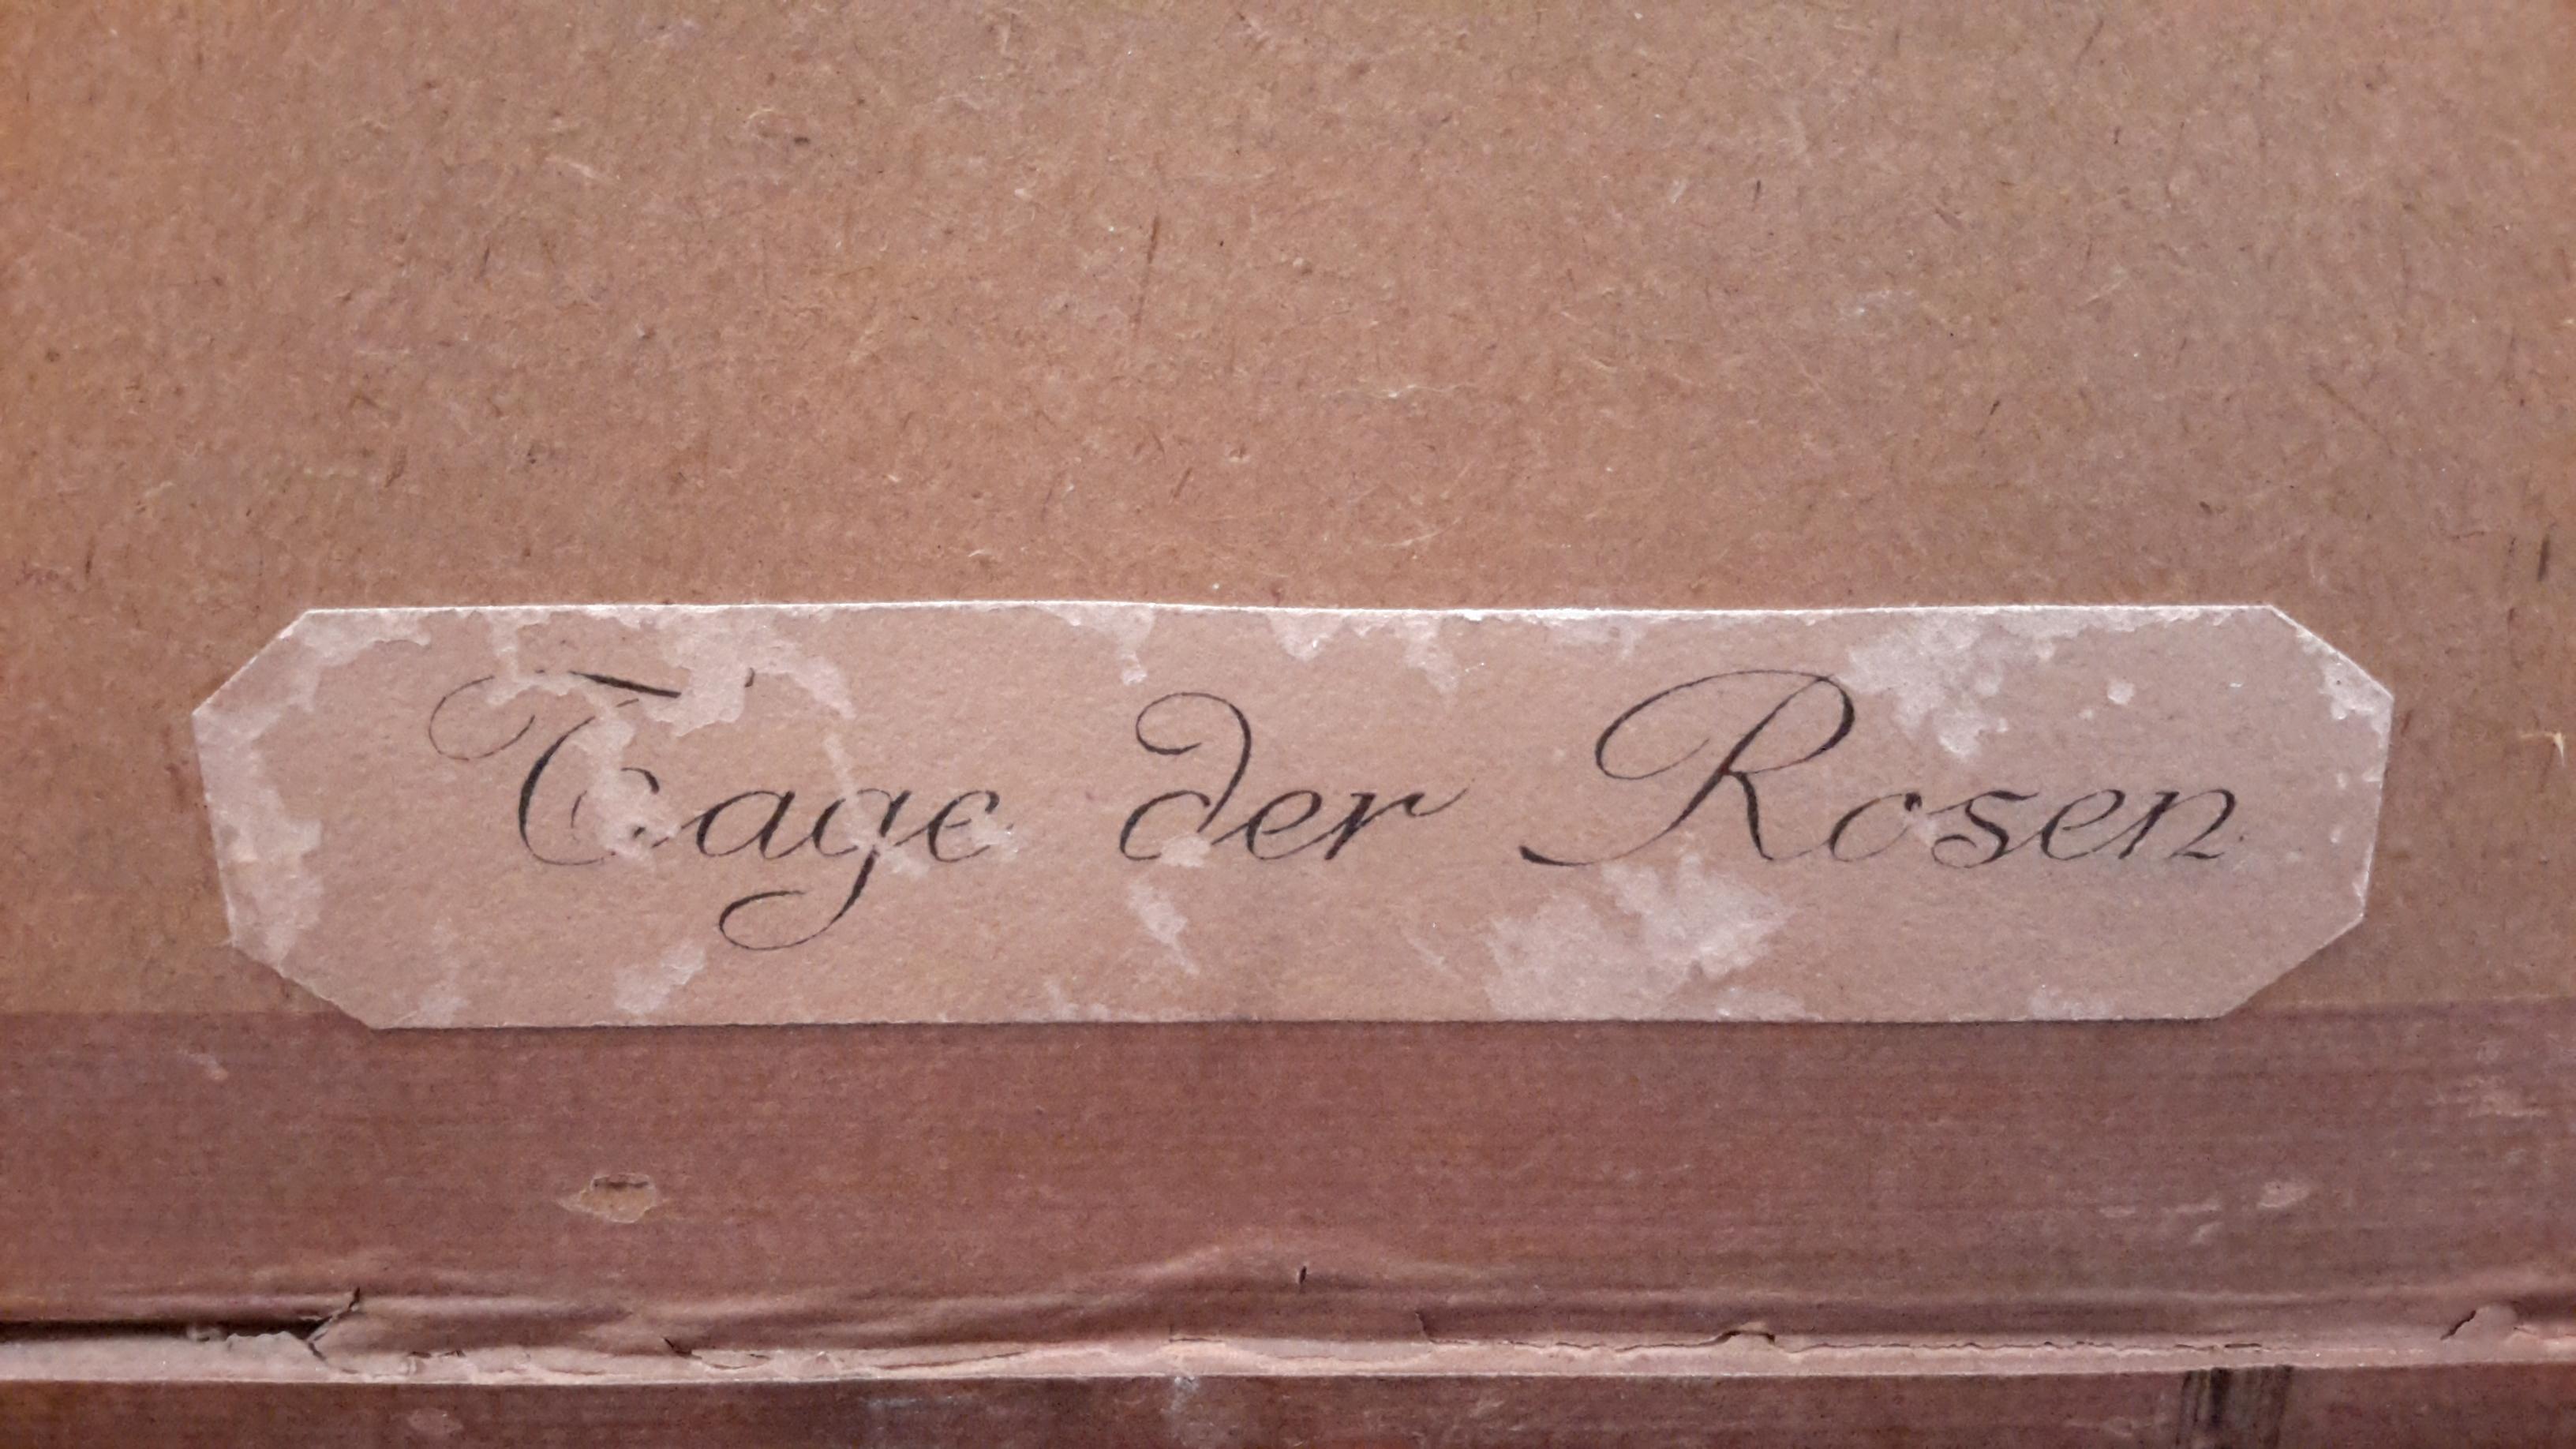 Tage der Rosen